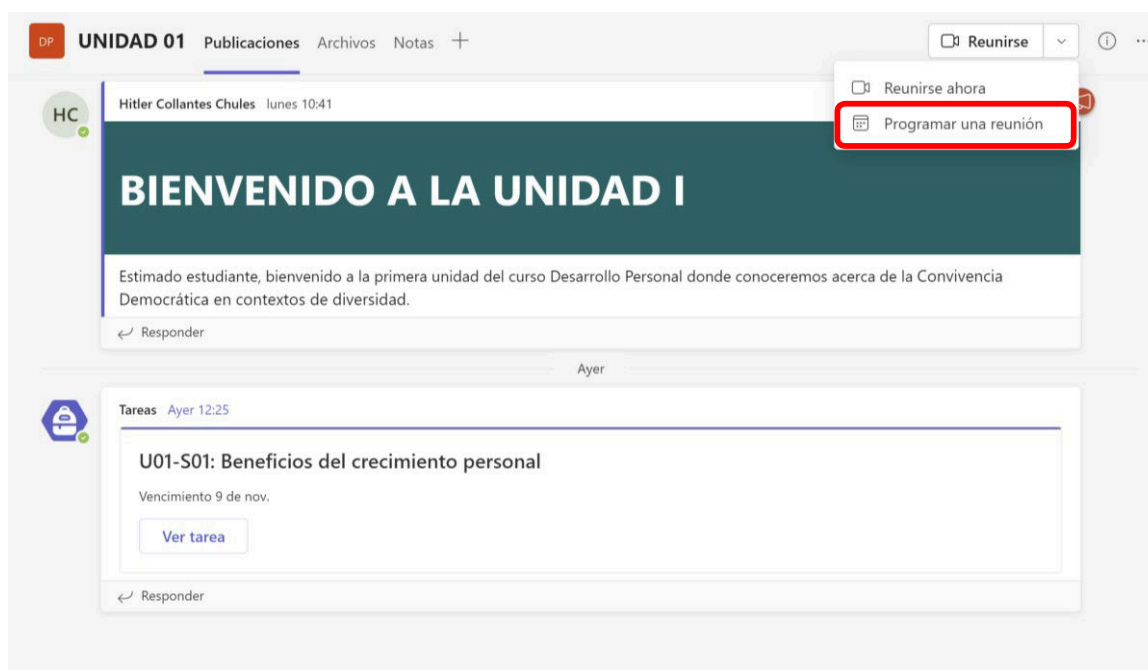 DP UNIDAD 01 Publicaciones Archivos Notas Reunirse
Reunirse ahora
Programar una reunión
HC Hitler Collantes Chules lunes 10:41
BIENVENIDO A LA UNIDAD I
Estimado estudiante, bienvenido a la primera unidad del curso Desarrollo Personal donde conoceremos acerca de la Convivencia
Democrática en contextos de diversidad.
Responder
Ayer
Tareas Ayer 12:25
U01-S01: Beneficios del crecimiento personal
Vencimiento 9 de nov.
Ver tarea
Responder